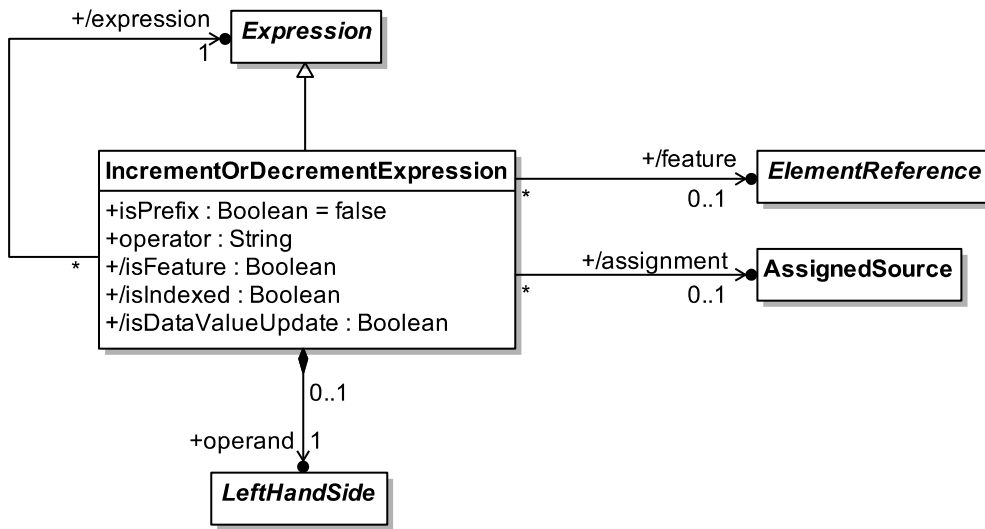 +/expression
Expression
1
IncrementOrDecrementExpression
+isPrefix : Boolean = false
+operator : String
+/isFeature : Boolean
+/isIndexed : Boolean
+/isDataValueUpdate : Boolean
*
+/feature
*
0..1
ElementReference
+/assignment
*
0..1
AssignedSource
0..1
+operand
1
LeftHandSide